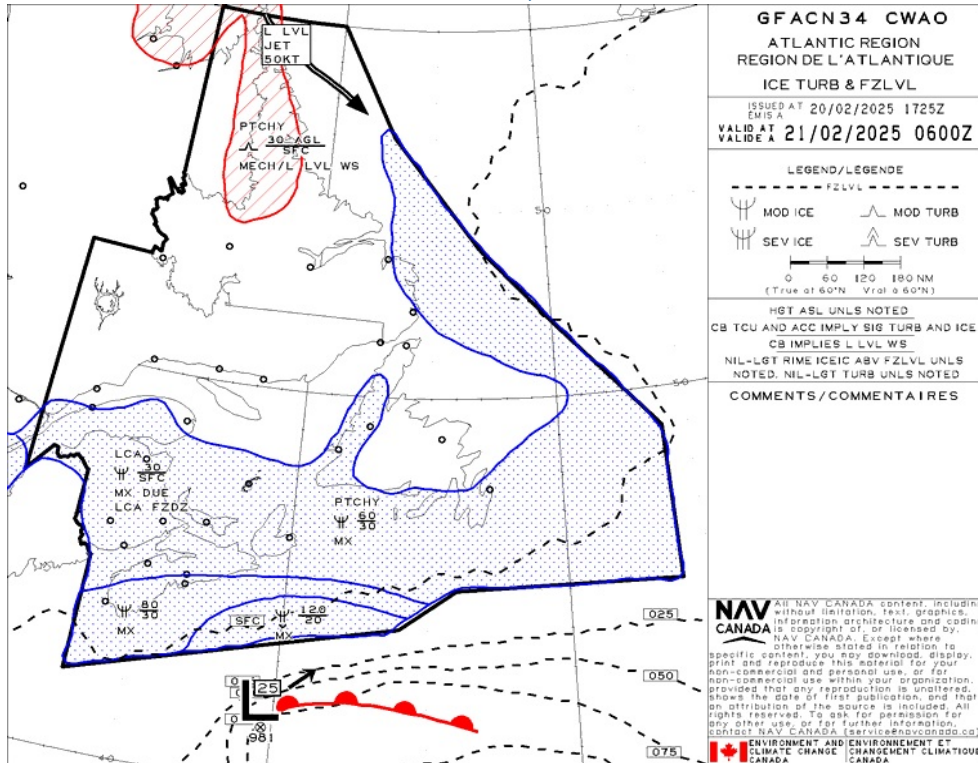 L LVL
JET
50KT
PTCHY
30 AGL
SFC
MECH/L LVL WS
50
50
LCA
30
SFC
MX DUE
LCA FZDZ
PTCHY
60
30
MX
80
30
MX
SFC
120
20
MX
025
050
075
25
L
981
60
GFACN34 CWAO
ATLANTIC REGION
REGION DE L'ATLANTIQUE
ICE TURB & FZLVL
ISSUED AT 20/02/2025 1725Z
EMIS A
VALID AT 21/02/2025 0600Z
VALIDE A
LEGEND/LÉGENDE
FZLVL
MOD ICE MOD TURB
SEV ICE SEV TURB
0 60 120 180 NM
(True at 60°N Vrai à 60°N)
HGT ASL UNLS NOTED
CB TCU AND ACC IMPLY SIG TURB AND ICE
CB IMPLIES L LVL WS
NIL-LGT RIME ICEIC ABV FZLVL UNLS
NOTED. NIL-LGT TURB UNLS NOTED
COMMENTS/COMMENTAIRES
NAV CANADA
All NAV CANADA content, including
without limitation, text, graphics,
information architecture and coding
is copyright of, or licensed by,
NAV CANADA. Except where
otherwise stated in relation to
specific content, you may download, display,
print and reproduce this material for your
non-commercial and personal use, or for
non-commercial use within your organization,
provided that any reproduction is unaltered,
shows the date of first publication, and that
an attribution of the source is included. All
rights reserved. To ask for permission for
any other use, or for further information,
contact NAV CANADA (service@navcanada.ca)
ENVIRONMENT AND CLIMATE CHANGE CANADA
ENVIRONNEMENT ET CHANGEMENT CLIMATIQUE CANADA